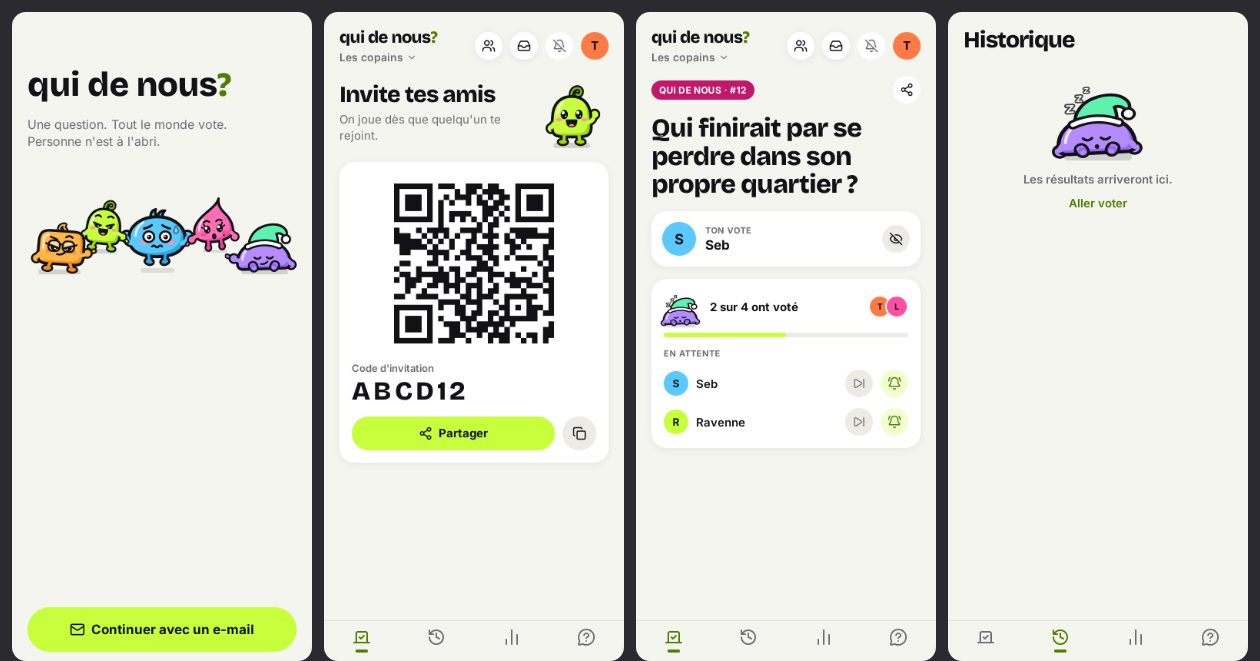 qui de nous?
Une question. Tout le monde vote.
Personne n'est à l'abri.
Continuer avec un e-mail
qui de nous?
Les copains
T
Invite tes amis
On joue dès que quelqu'un te
rejoint.
Code d'invitation
ABCD12
Partager
qui de nous?
Les copains
T
QUI DE NOUS · #12
Qui finirait par se
perdre dans son
propre quartier ?
S
TON VOTE
Seb
2 sur 4 ont voté
T
L
EN ATTENTE
S
Seb
R
Ravenne
Historique
z z z
Les résultats arriveront ici.
Aller voter